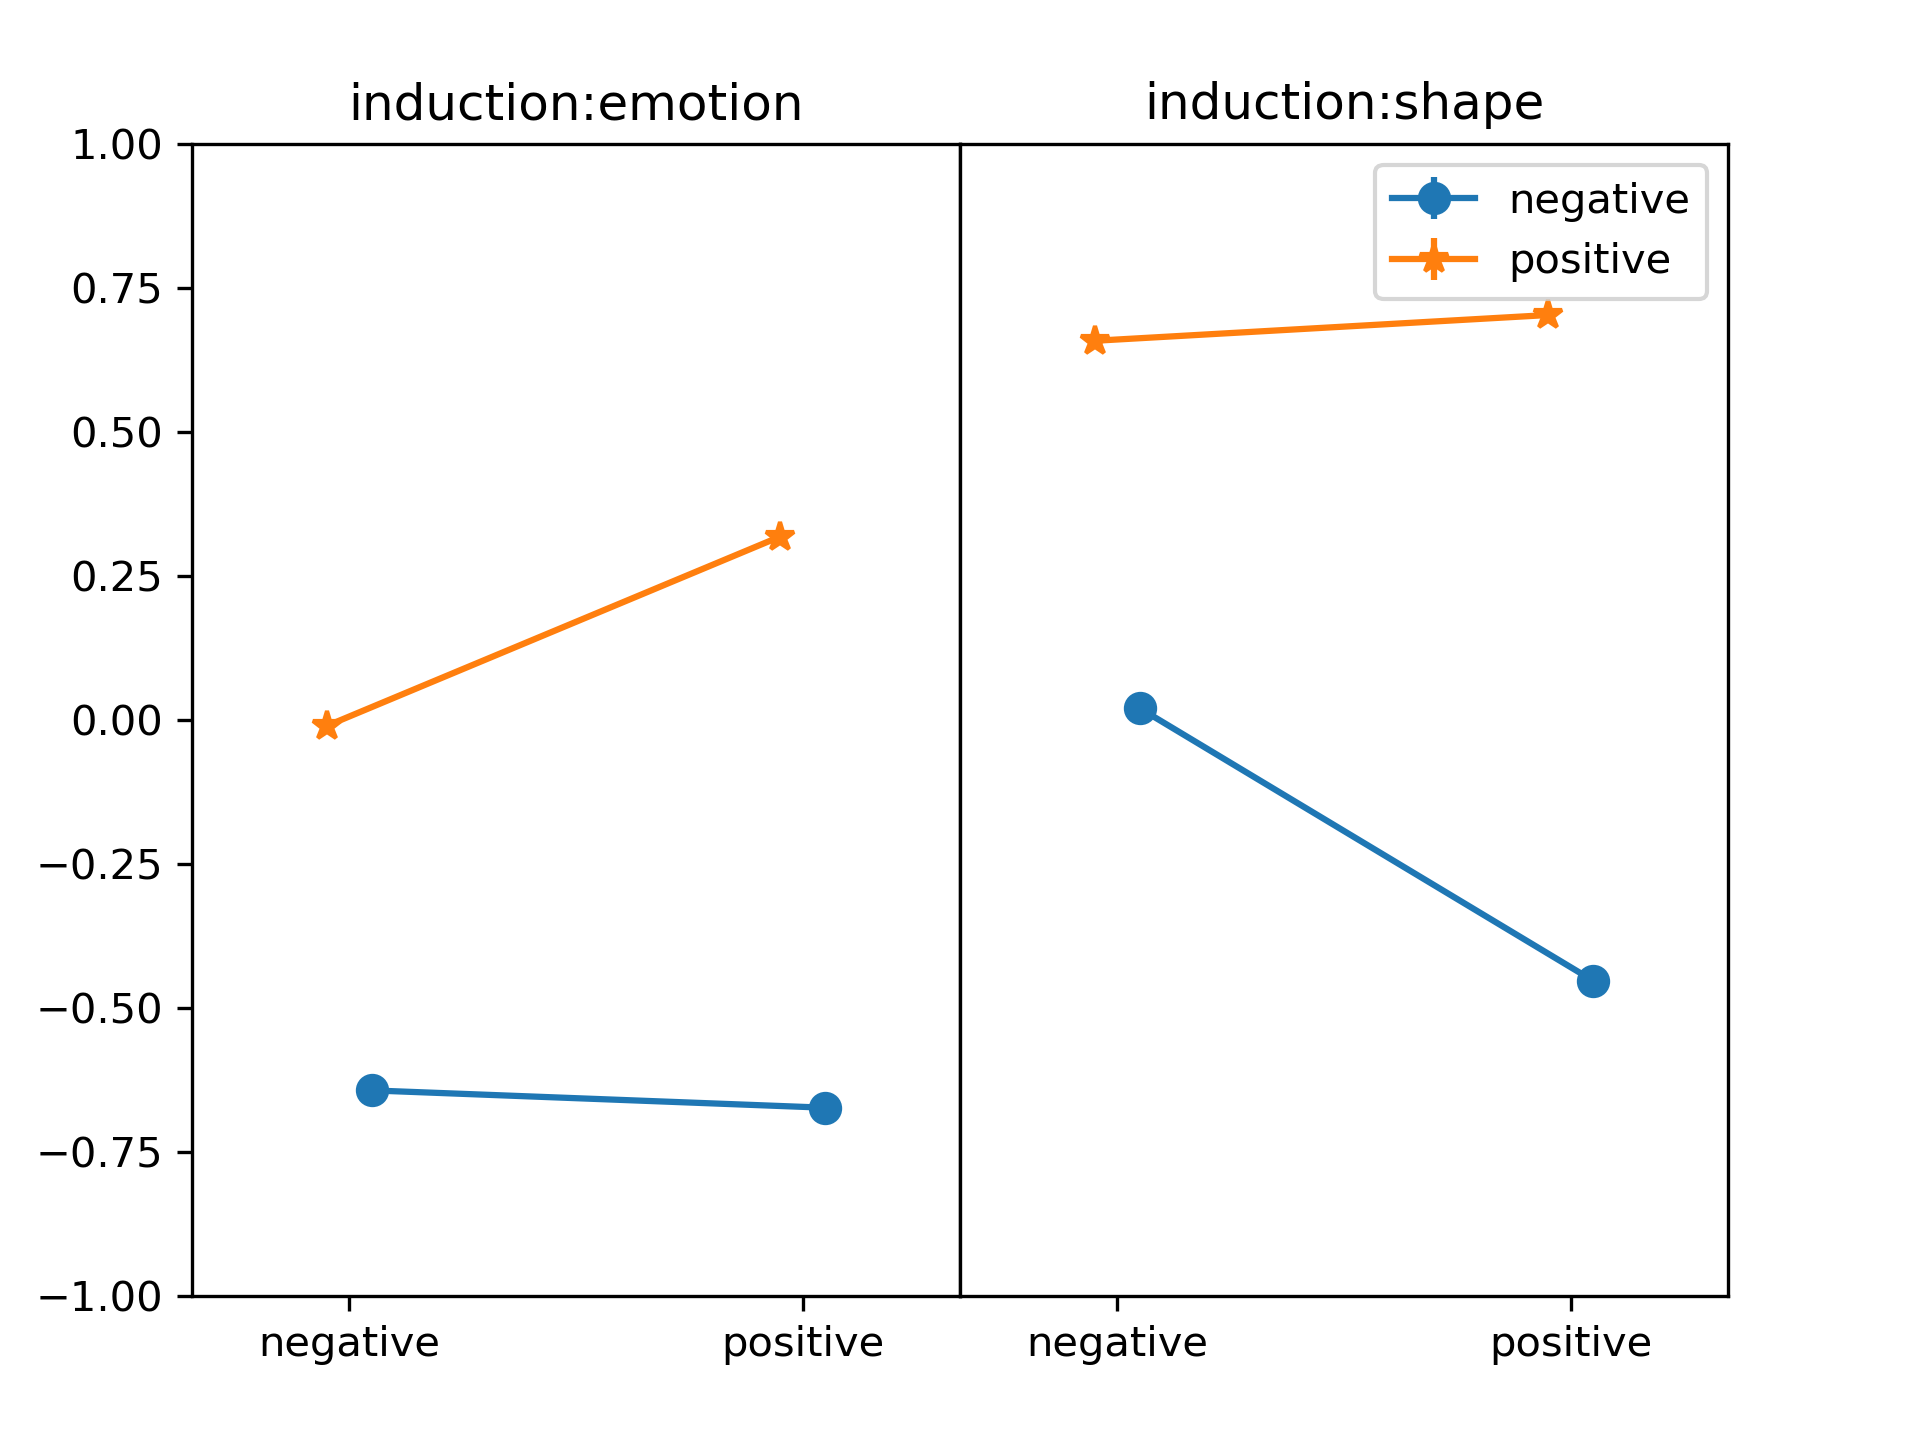 induction:emotion
induction:shape
1.00
0.75
0.50
0.25
0.00
−0.25
−0.50
−0.75
−1.00
negative
positive
negative
positive
negative
positive